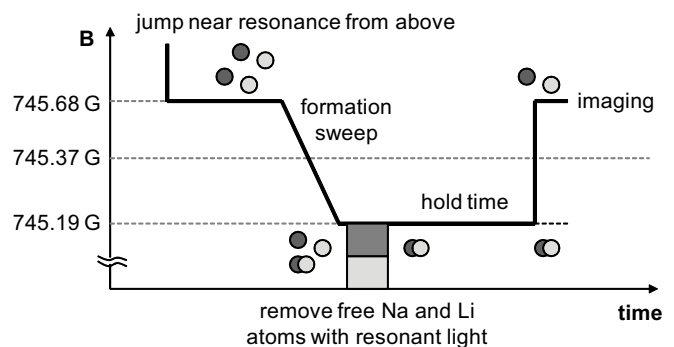 jump near resonance from above
B
745.68 G
formation
sweep
imaging
745.37 G
hold time
745.19 G
remove free Na and Li
atoms with resonant light
time